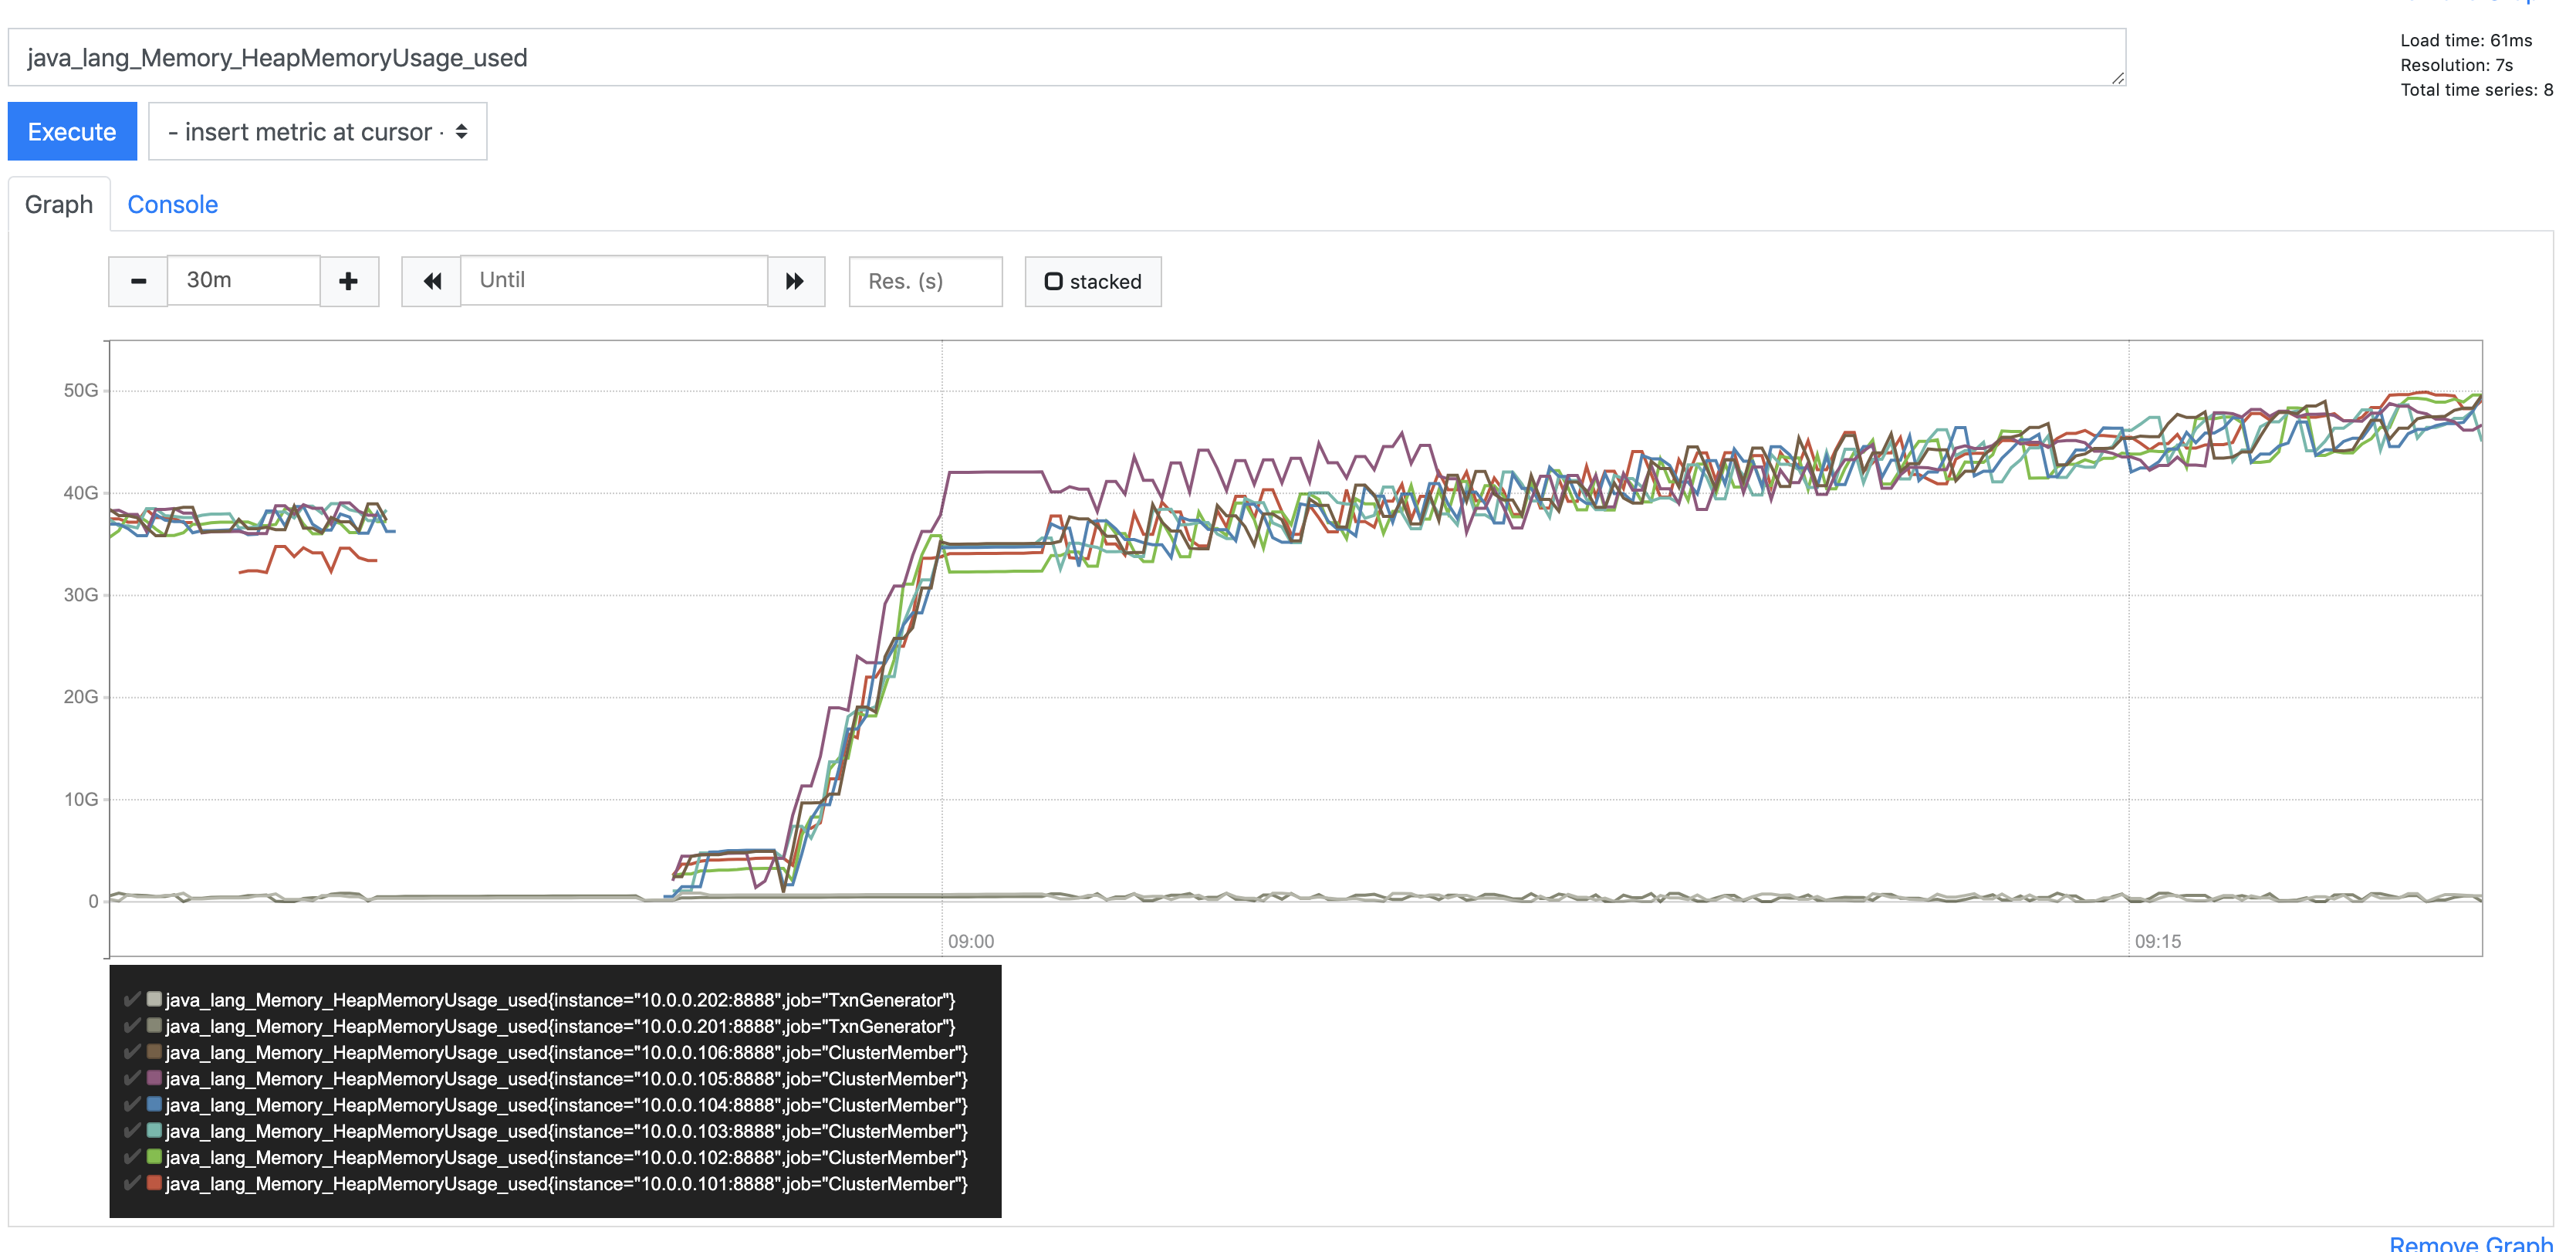 java_lang_Memory_HeapMemoryUsage_used
Load time: 61ms
Resolution: 7s
Total time series: 8
Execute
- insert metric at cursor -
Graph
Console
30m
Until
Res. (s)
stacked
50G
40G
30G
20G
10G
0
09:00
09:15
java_lang_Memory_HeapMemoryUsage_used{instance="10.0.0.202:8888",job="TxnGenerator"}
java_lang_Memory_HeapMemoryUsage_used{instance="10.0.0.201:8888",job="TxnGenerator"}
java_lang_Memory_HeapMemoryUsage_used{instance="10.0.0.106:8888",job="ClusterMember"}
java_lang_Memory_HeapMemoryUsage_used{instance="10.0.0.105:8888",job="ClusterMember"}
java_lang_Memory_HeapMemoryUsage_used{instance="10.0.0.104:8888",job="ClusterMember"}
java_lang_Memory_HeapMemoryUsage_used{instance="10.0.0.103:8888",job="ClusterMember"}
java_lang_Memory_HeapMemoryUsage_used{instance="10.0.0.102:8888",job="ClusterMember"}
java_lang_Memory_HeapMemoryUsage_used{instance="10.0.0.101:8888",job="ClusterMember"}
Remove Graph